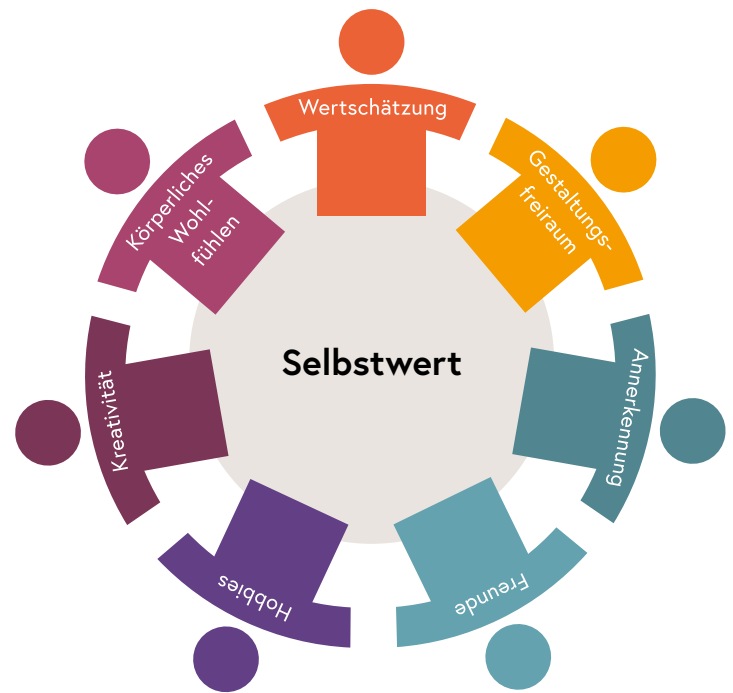 Wertschätzung
Gestaltungs-
freiraum
Annerkennung
Freunde
Hobbies
Kreativität
Körperliches
Wohl-
fühlen
Selbstwert